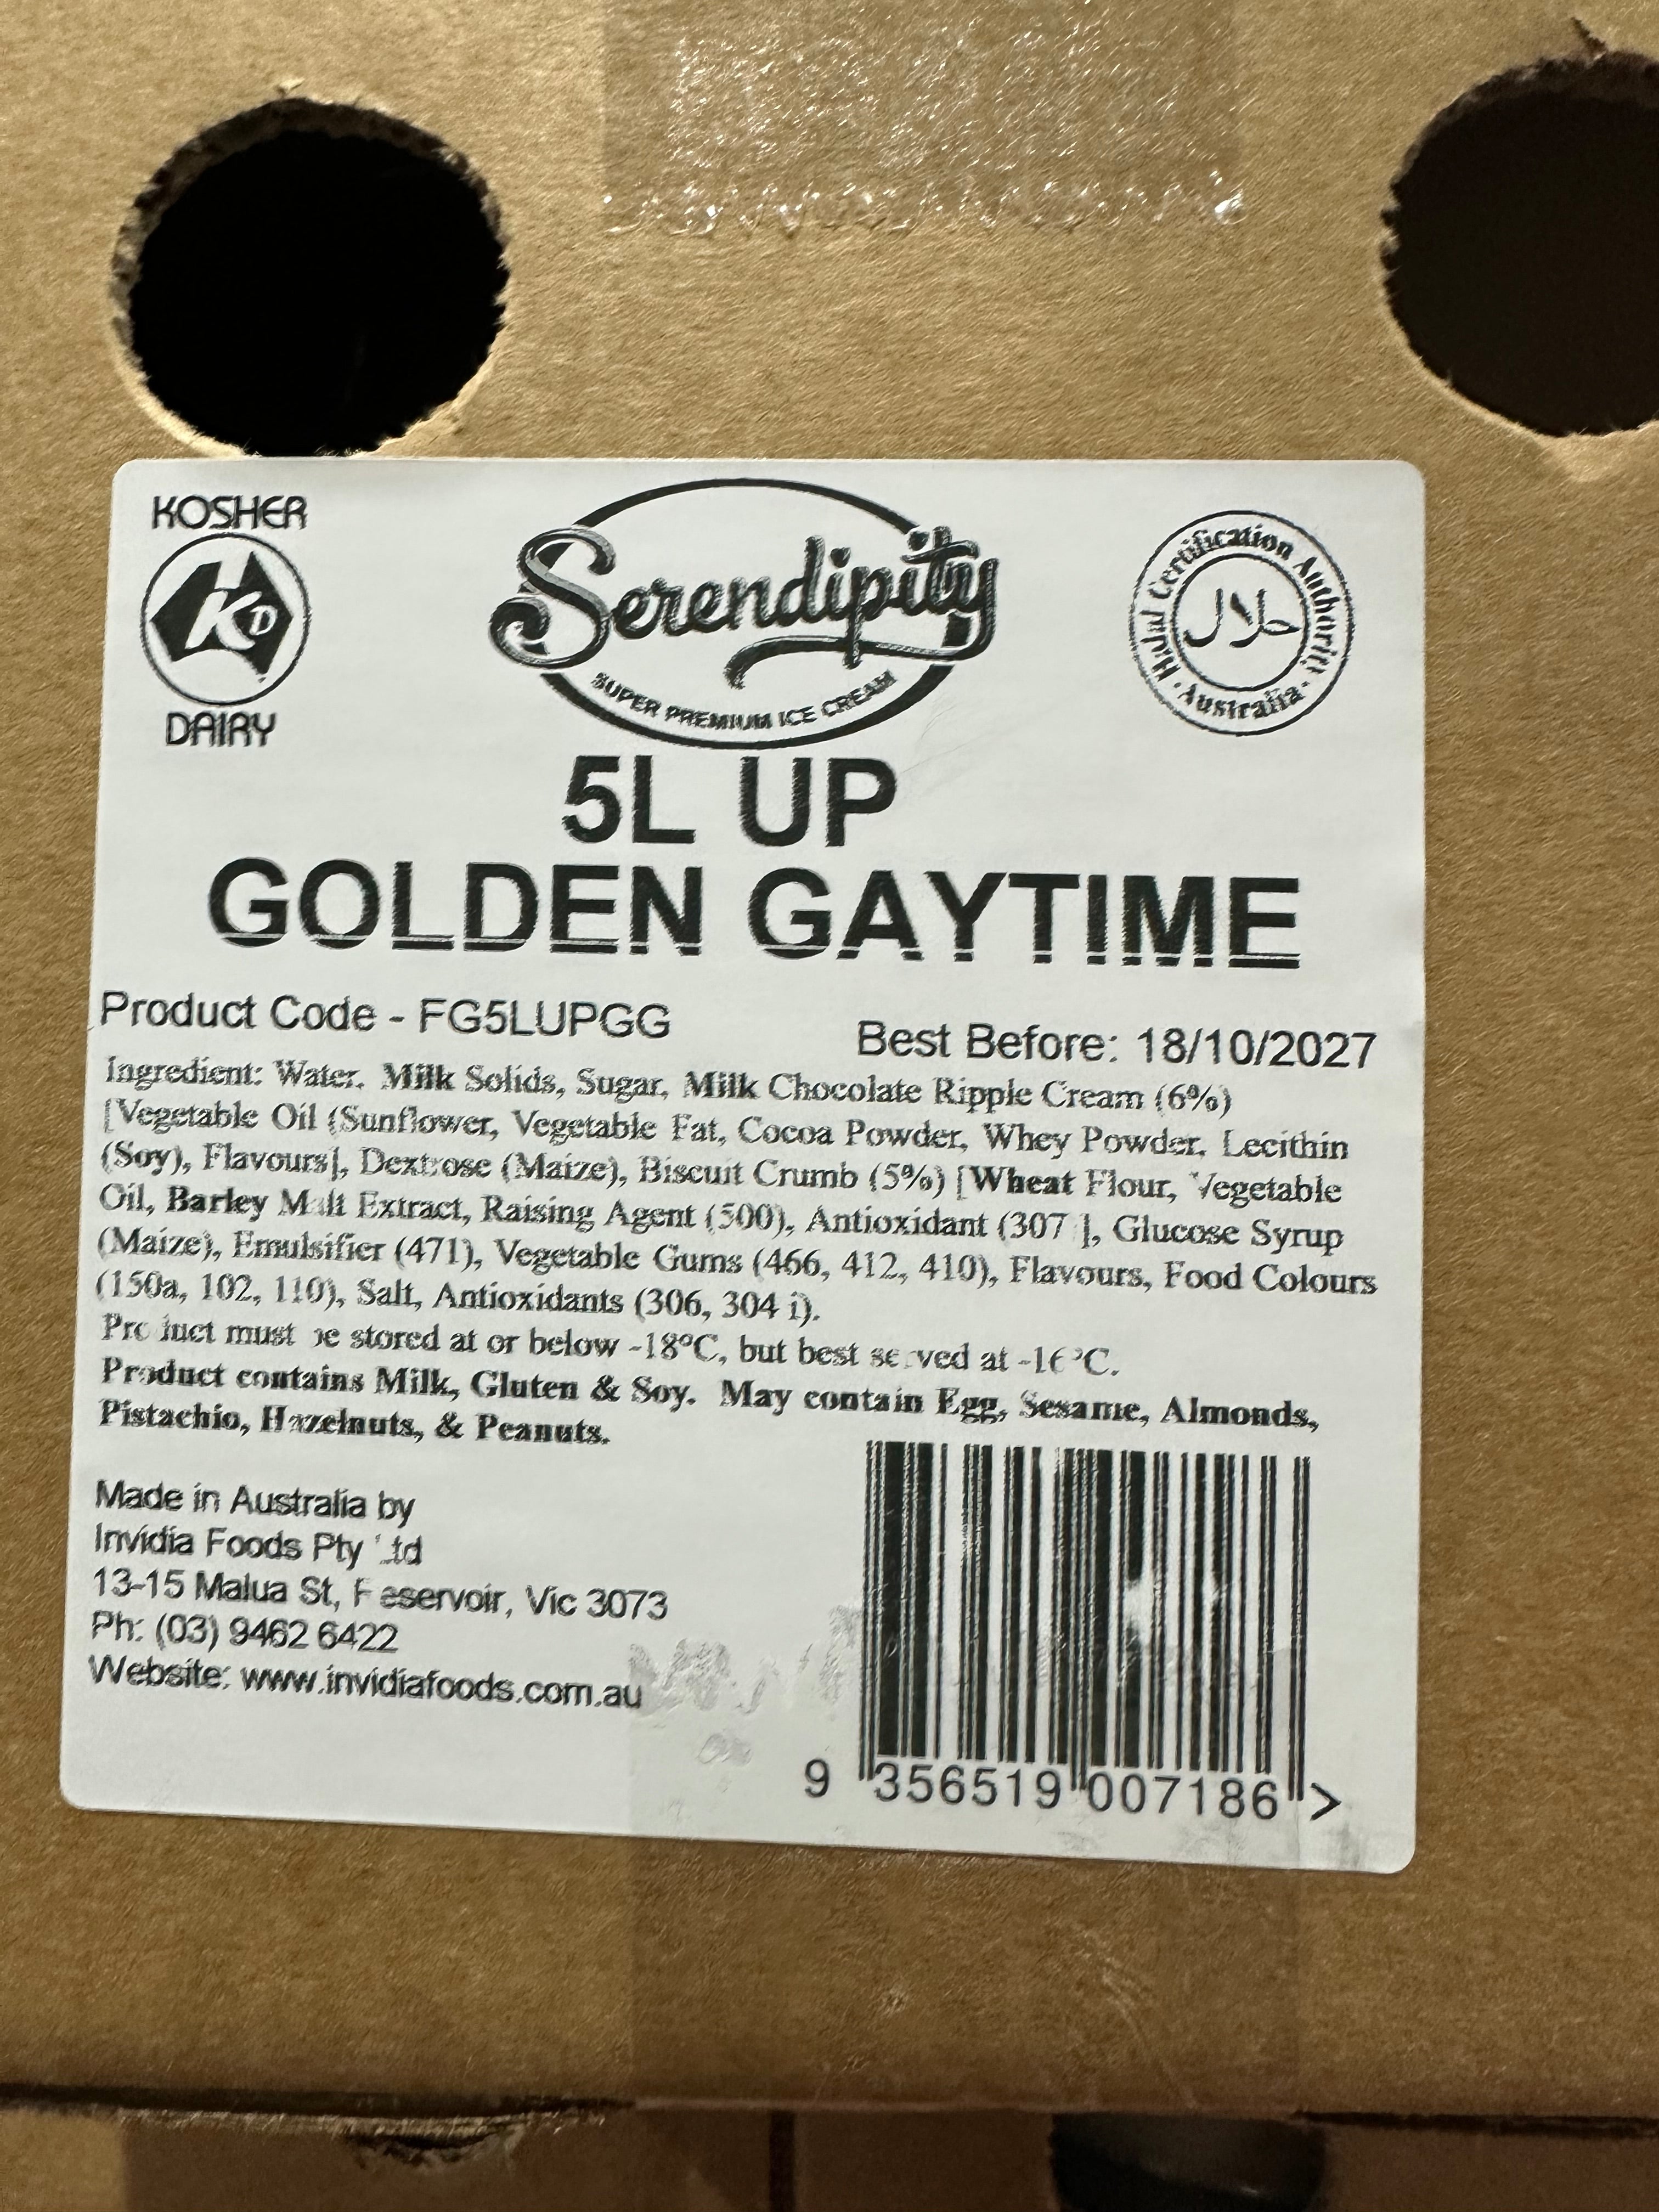 KOSHER
KD
DAIRY
Serendipity
SUPER PREMIUM ICE CREAM
Halal Certification Authority
· Australia ·
حلال
5L UP
GOLDEN GAYTIME
Product Code - FG5LUPGG
Best Before: 18/10/2027
Ingredient: Water, Milk Solids, Sugar, Milk Chocolate Ripple Cream (6%)
[Vegetable Oil (Sunflower, Vegetable Fat, Cocoa Powder, Whey Powder, Lecithin
(Soy), Flavours], Dextrose (Maize), Biscuit Crumb (5%) [Wheat Flour, Vegetable
Oil, Barley Malt Extract, Raising Agent (500), Antioxidant (307 ], Glucose Syrup
(Maize), Emulsifier (471), Vegetable Gums (466, 412, 410), Flavours, Food Colours
(150a, 102, 110), Salt, Antioxidants (306, 304 i).
Product must be stored at or below -18°C, but best served at -16°C.
Product contains Milk, Gluten & Soy. May contain Egg, Sesame, Almonds,
Pistachio, Hazelnuts, & Peanuts.
Made in Australia by
Invidia Foods Pty Ltd
13-15 Malua St, Reservoir, Vic 3073
Ph: (03) 9462 6422
Website: www.invidiafoods.com.au
9 356519 007186 >